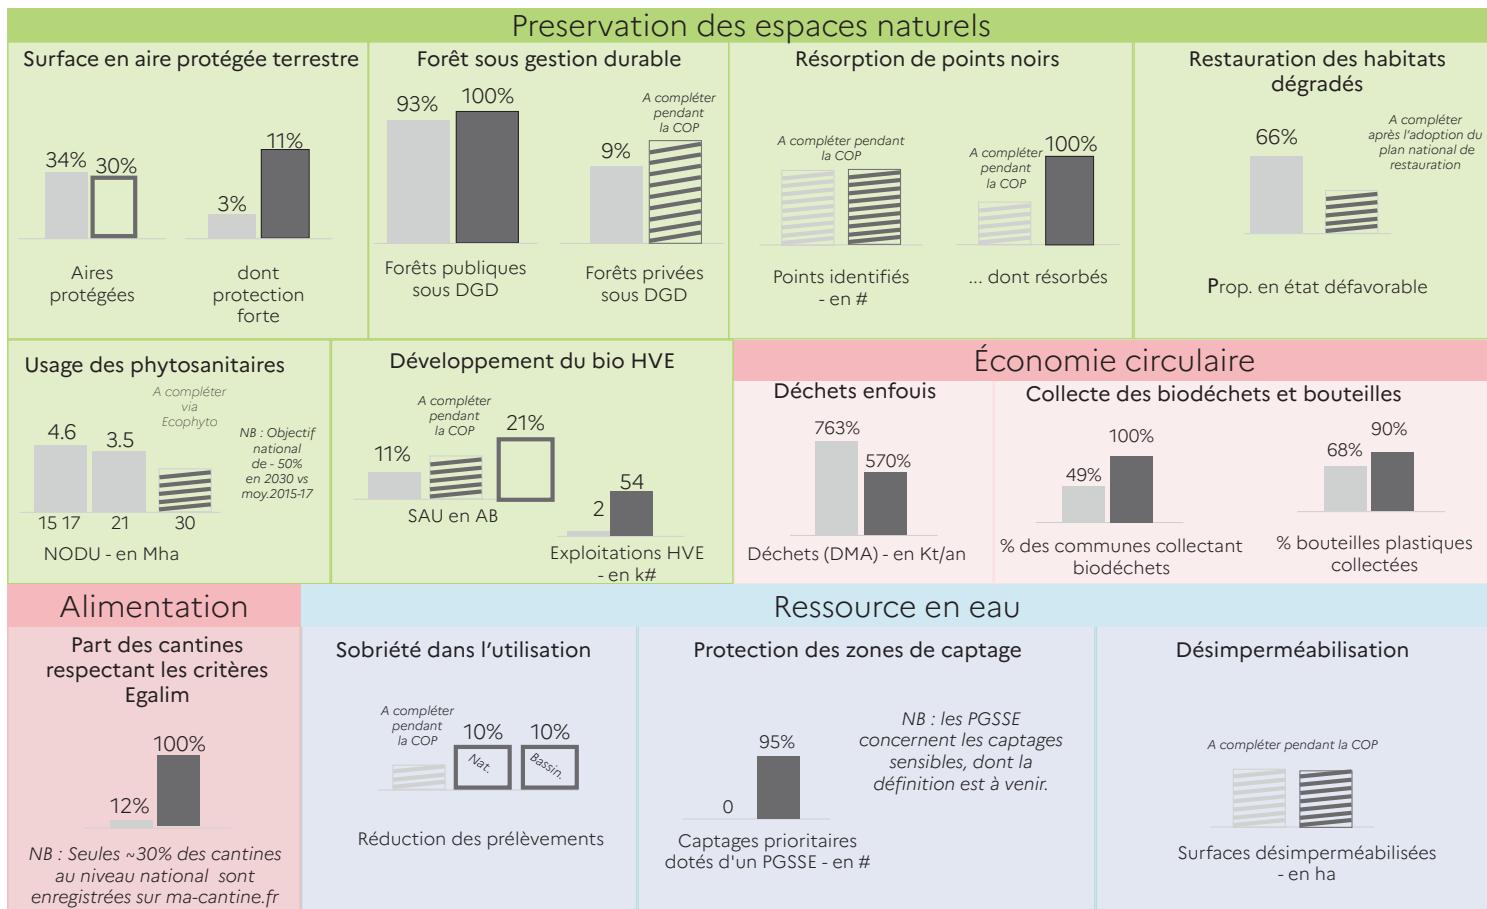 Preservation des espaces naturels
Surface en aire protégée terrestre
34%
30%
Aires
protégées
3%
11%
dont
protection
forte
Forêt sous gestion durable
93%
100%
Forêts publiques
sous DGD
9%
A compléter
pendant
la COP
Forêts privées
sous DGD
Résorption de points noirs
A compléter pendant
la COP
Points identifiés
- en #
A compléter
pendant
la COP
100%
... dont résorbés
Restauration des habitats
dégradés
66%
A compléter
après l'adoption du
plan national de
restauration
Prop. en état défavorable
Usage des phytosanitaires
4.6
3.5
A compléter
via
Ecophyto
NB : Objectif
national
de - 50%
en 2030 vs
moy.2015-17
15 17
21
30
NODU - en Mha
Développement du bio HVE
11%
A compléter
pendant
la COP
21%
SAU en AB
2
54
Exploitations HVE
- en k#
Économie circulaire
Déchets enfouis
763%
570%
Déchets (DMA) - en Kt/an
Collecte des biodéchets et bouteilles
49%
100%
% des communes collectant
biodéchets
68%
90%
% bouteilles plastiques
collectées
Alimentation
Part des cantines
respectant les critères
Egalim
12%
100%
NB : Seules ~30% des cantines
au niveau national sont
enregistrées sur ma-cantine.fr
Ressource en eau
Sobriété dans l'utilisation
A compléter
pendant
la COP
10%
10%
Nat.
Bassin.
Réduction des prélèvements
Protection des zones de captage
0
95%
NB : les PGSSE
concernent les captages
sensibles, dont la
définition est à venir.
Captages prioritaires
dotés d'un PGSSE - en #
Désimperméabilisation
A compléter pendant la COP
Surfaces désimperméabilisées
- en ha